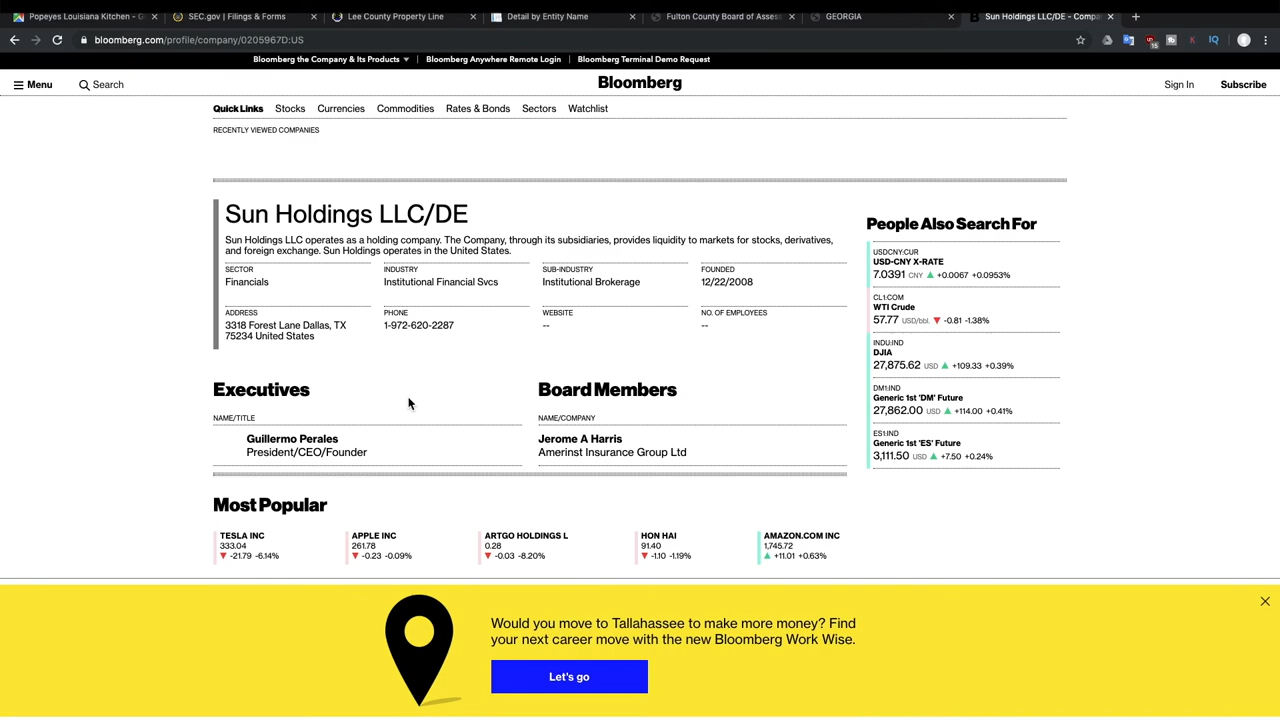 Popeyes Louisiana Kitchen - G
SEC.gov | Filings & Forms
Lee County Property Line
Detail by Entity Name
Fulton County Board of Assess
GEORGIA
Sun Holdings LLC/DE - Compa
bloomberg.com/profile/company/0205967D:US
Bloomberg the Company & Its Products
Bloomberg Anywhere Remote Login
Bloomberg Terminal Demo Request
Menu
Search
Bloomberg
Sign In
Subscribe
Quick Links Stocks Currencies Commodities Rates & Bonds Sectors Watchlist
RECENTLY VIEWED COMPANIES
Sun Holdings LLC/DE
Sun Holdings LLC operates as a holding company. The Company, through its subsidiaries, provides liquidity to markets for stocks, derivatives,
and foreign exchange. Sun Holdings operates in the United States.
SECTOR
Financials
INDUSTRY
Institutional Financial Svcs
SUB-INDUSTRY
Institutional Brokerage
FOUNDED
12/22/2008
ADDRESS
3318 Forest Lane Dallas, TX
75234 United States
PHONE
1-972-620-2287
WEBSITE
--
NO. OF EMPLOYEES
--
Executives
NAME/TITLE
Guillermo Perales
President/CEO/Founder
Board Members
NAME/COMPANY
Jerome A Harris
Amerinst Insurance Group Ltd
People Also Search For
USDCNY:CUR
USD-CNY X-RATE
7.0391 CNY +0.0067 +0.0953%
CL1:COM
WTI Crude
57.77 USD/bbl. -0.81 -1.38%
INDU:IND
DJIA
27,875.62 USD +109.33 +0.39%
DM1:IND
Generic 1st 'DM' Future
27,862.00 USD +114.00 +0.41%
ES1:IND
Generic 1st 'ES' Future
3,111.50 USD +7.50 +0.24%
Most Popular
TESLA INC
333.04
-21.79 -6.14%
APPLE INC
261.78
-0.23 -0.09%
ARTGO HOLDINGS L
0.28
-0.03 -8.20%
HON HAI
91.40
-1.10 -1.19%
AMAZON.COM INC
1,745.72
+11.01 +0.63%
Would you move to Tallahassee to make more money? Find
your next career move with the new Bloomberg Work Wise.
Let's go